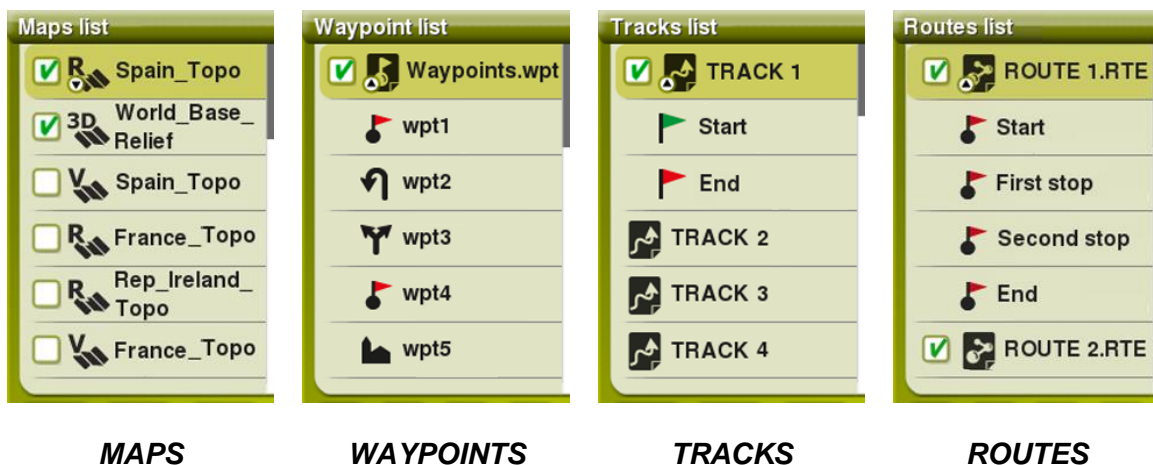 Maps list
R Spain_Topo
3D World_Base_
Relief
V Spain_Topo
R France_Topo
R Rep_Ireland_
Topo
V France_Topo
MAPS
Waypoint list
Waypoints.wpt
wpt1
wpt2
wpt3
wpt4
wpt5
WAYPOINTS
Tracks list
TRACK 1
Start
End
TRACK 2
TRACK 3
TRACK 4
TRACKS
Routes list
ROUTE 1.RTE
Start
First stop
Second stop
End
ROUTE 2.RTE
ROUTES